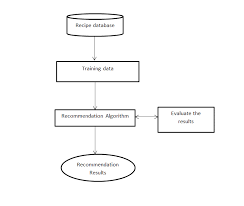 Recipe database
Training data
Recommendation Algorithm
Evaluate the
results
Recommendation
Results